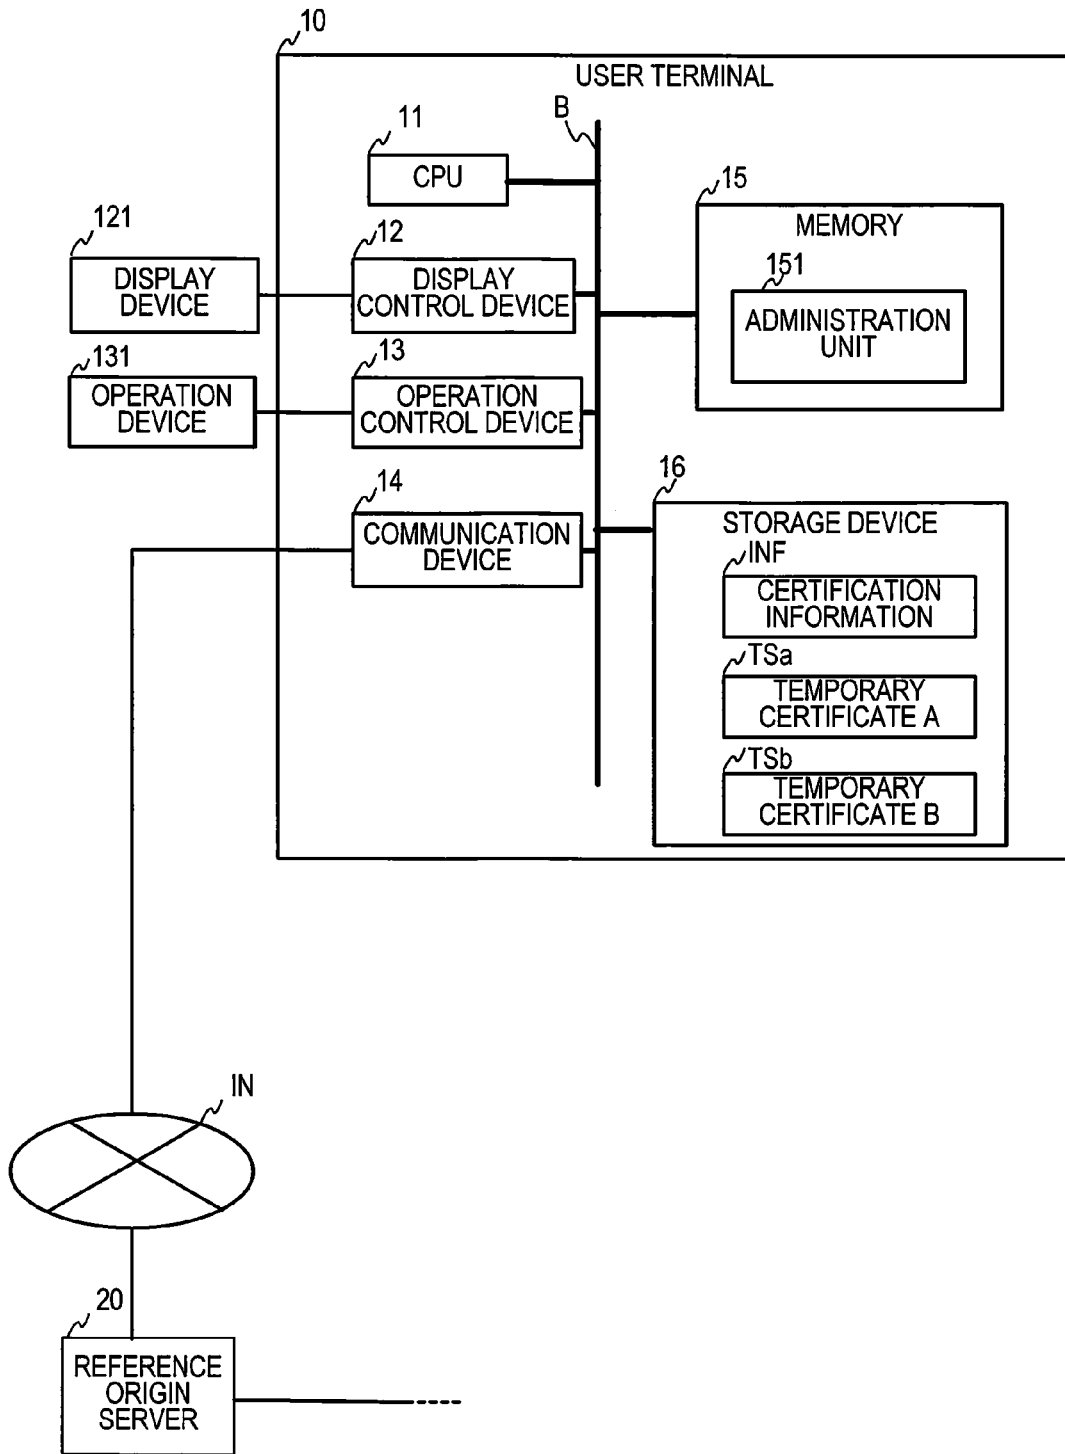 10
USER TERMINAL
B
11
CPU
15
MEMORY
151
ADMINISTRATION
UNIT
121
DISPLAY
DEVICE
12
DISPLAY
CONTROL DEVICE
131
OPERATION
DEVICE
13
OPERATION
CONTROL DEVICE
14
COMMUNICATION
DEVICE
16
STORAGE DEVICE
INF
CERTIFICATION
INFORMATION
TSa
TEMPORARY
CERTIFICATE A
TSb
TEMPORARY
CERTIFICATE B
IN
20
REFERENCE
ORIGIN
SERVER